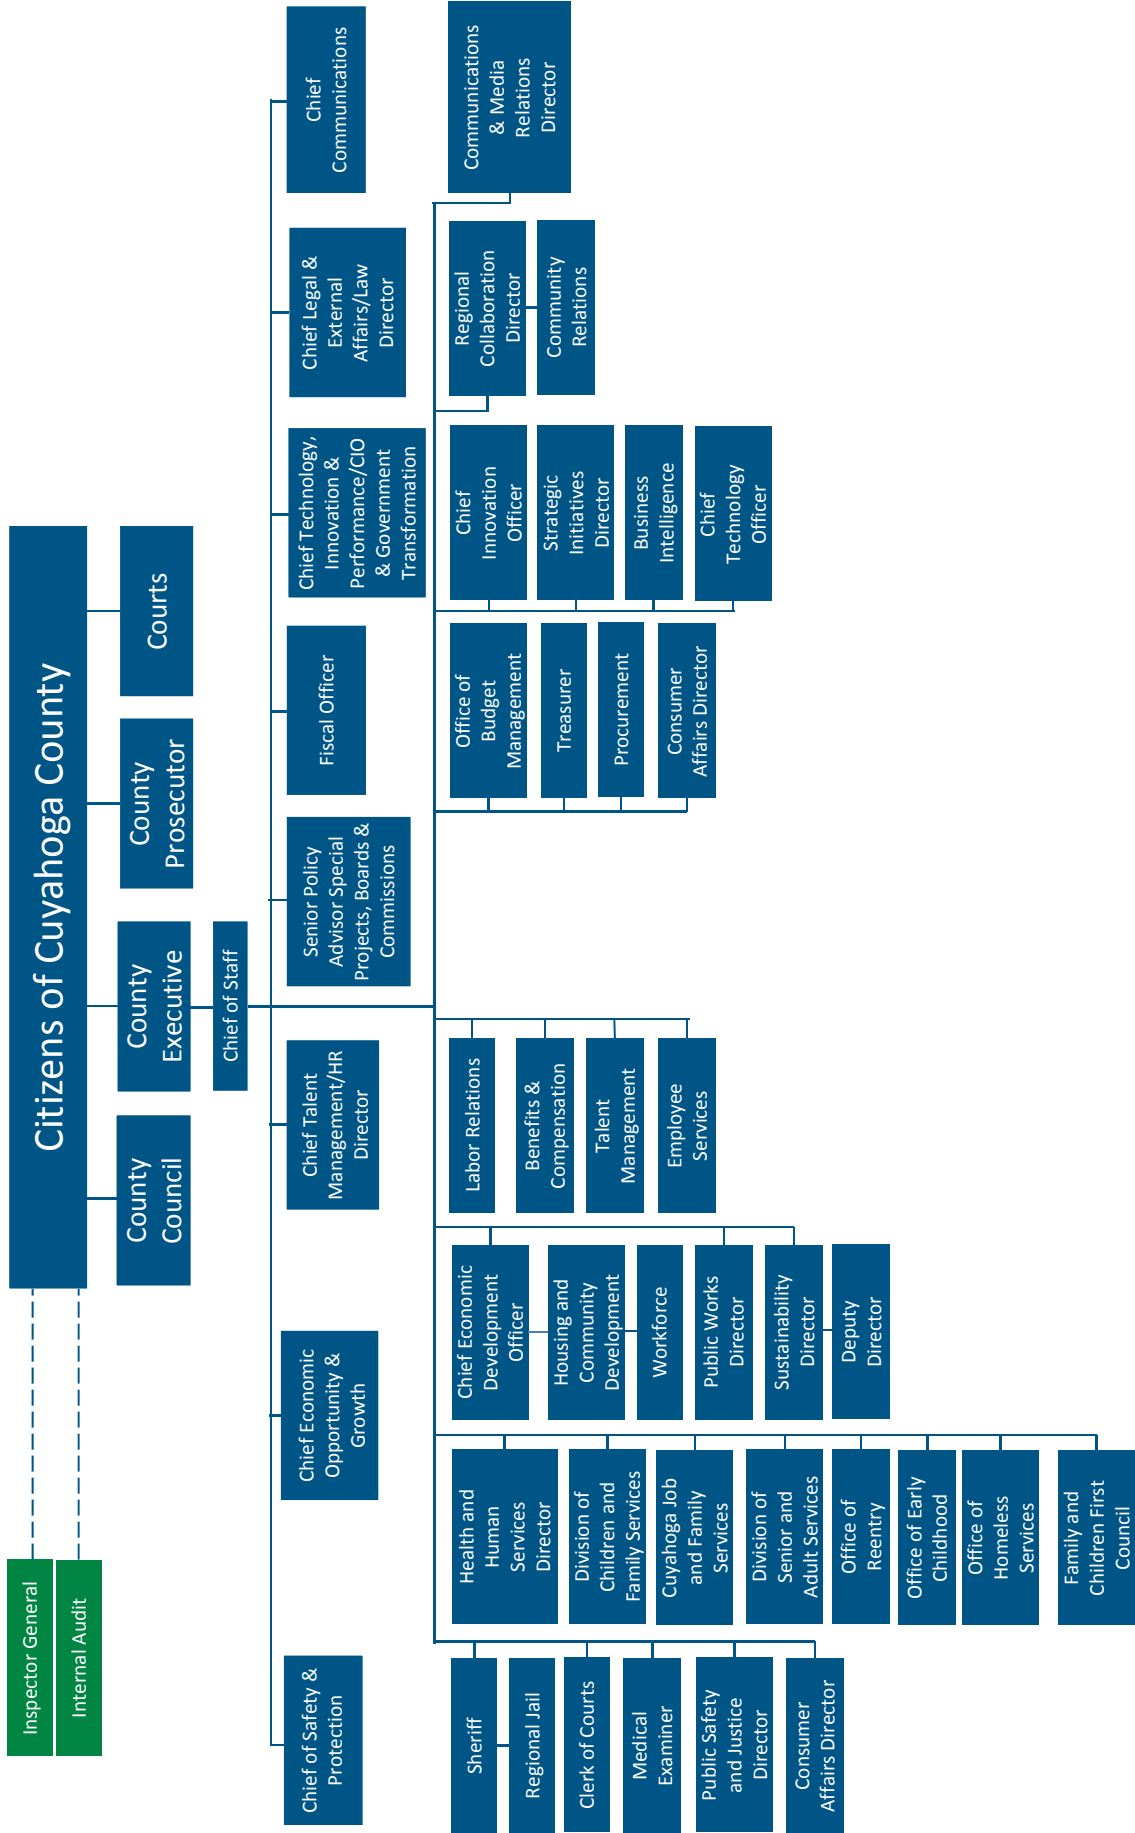 Inspector General
Internal Audit
Citizens of Cuyahoga County
County
Council
County
Executive
County
Prosecutor
Courts
Chief of Staff
Chief of Safety &
Protection
Chief Economic
Opportunity &
Growth
Chief Talent
Management/HR
Director
Senior Policy
Advisor Special
Projects, Boards &
Commissions
Fiscal Officer
Chief Technology,
Innovation &
Performance/CIO
& Government
Transformation
Chief Legal &
External
Affairs/Law
Director
Chief
Communications
Sheriff
Regional Jail
Clerk of Courts
Medical
Examiner
Public Safety
and Justice
Director
Consumer
Affairs Director
Health and
Human
Services
Director
Division of
Children and
Family Services
Cuyahoga Job
and Family
Services
Division of
Senior and
Adult Services
Office of
Reentry
Office of Early
Childhood
Office of
Homeless
Services
Family and
Children First
Council
Chief Economic
Development
Officer
Housing and
Community
Development
Workforce
Public Works
Director
Sustainability
Director
Deputy
Director
Labor Relations
Benefits &
Compensation
Talent
Management
Employee
Services
Office of
Budget
Management
Treasurer
Procurement
Consumer
Affairs Director
Chief
Innovation
Officer
Strategic
Initiatives
Director
Business
Intelligence
Chief
Technology
Officer
Regional
Collaboration
Director
Community
Relations
Communications
& Media
Relations
Director